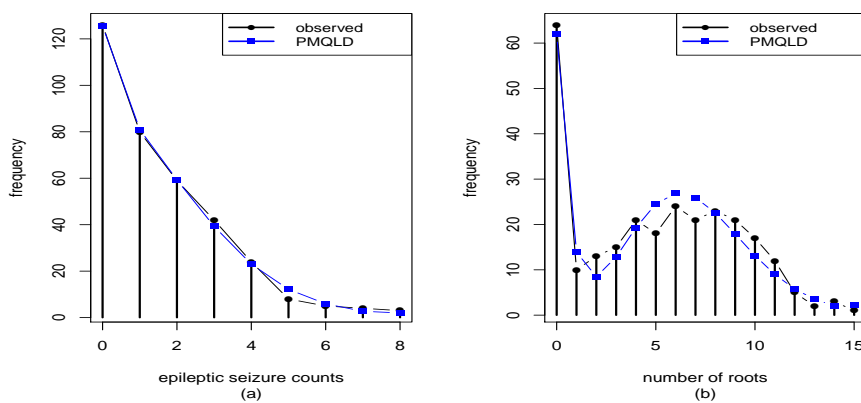 observed
PMQLD
frequency
120
100
80
60
40
20
0
0 2 4 6 8
epileptic seizure counts
(a)
observed
PMQLD
frequency
60
50
40
30
20
10
0
0 5 10 15
number of roots
(b)